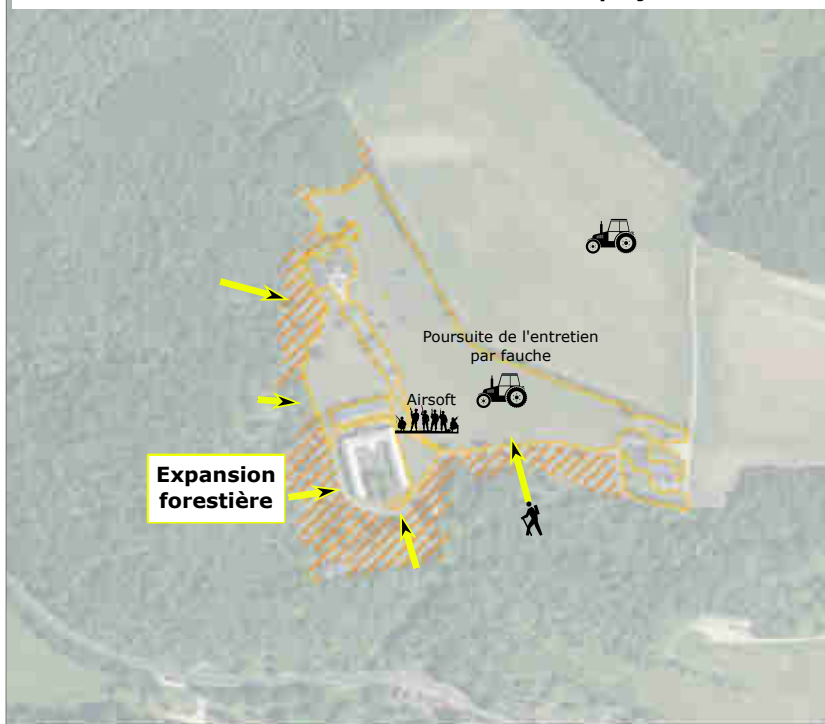 Poursuite de l'entretien
par fauche
Airsoft
Expansion
forestière